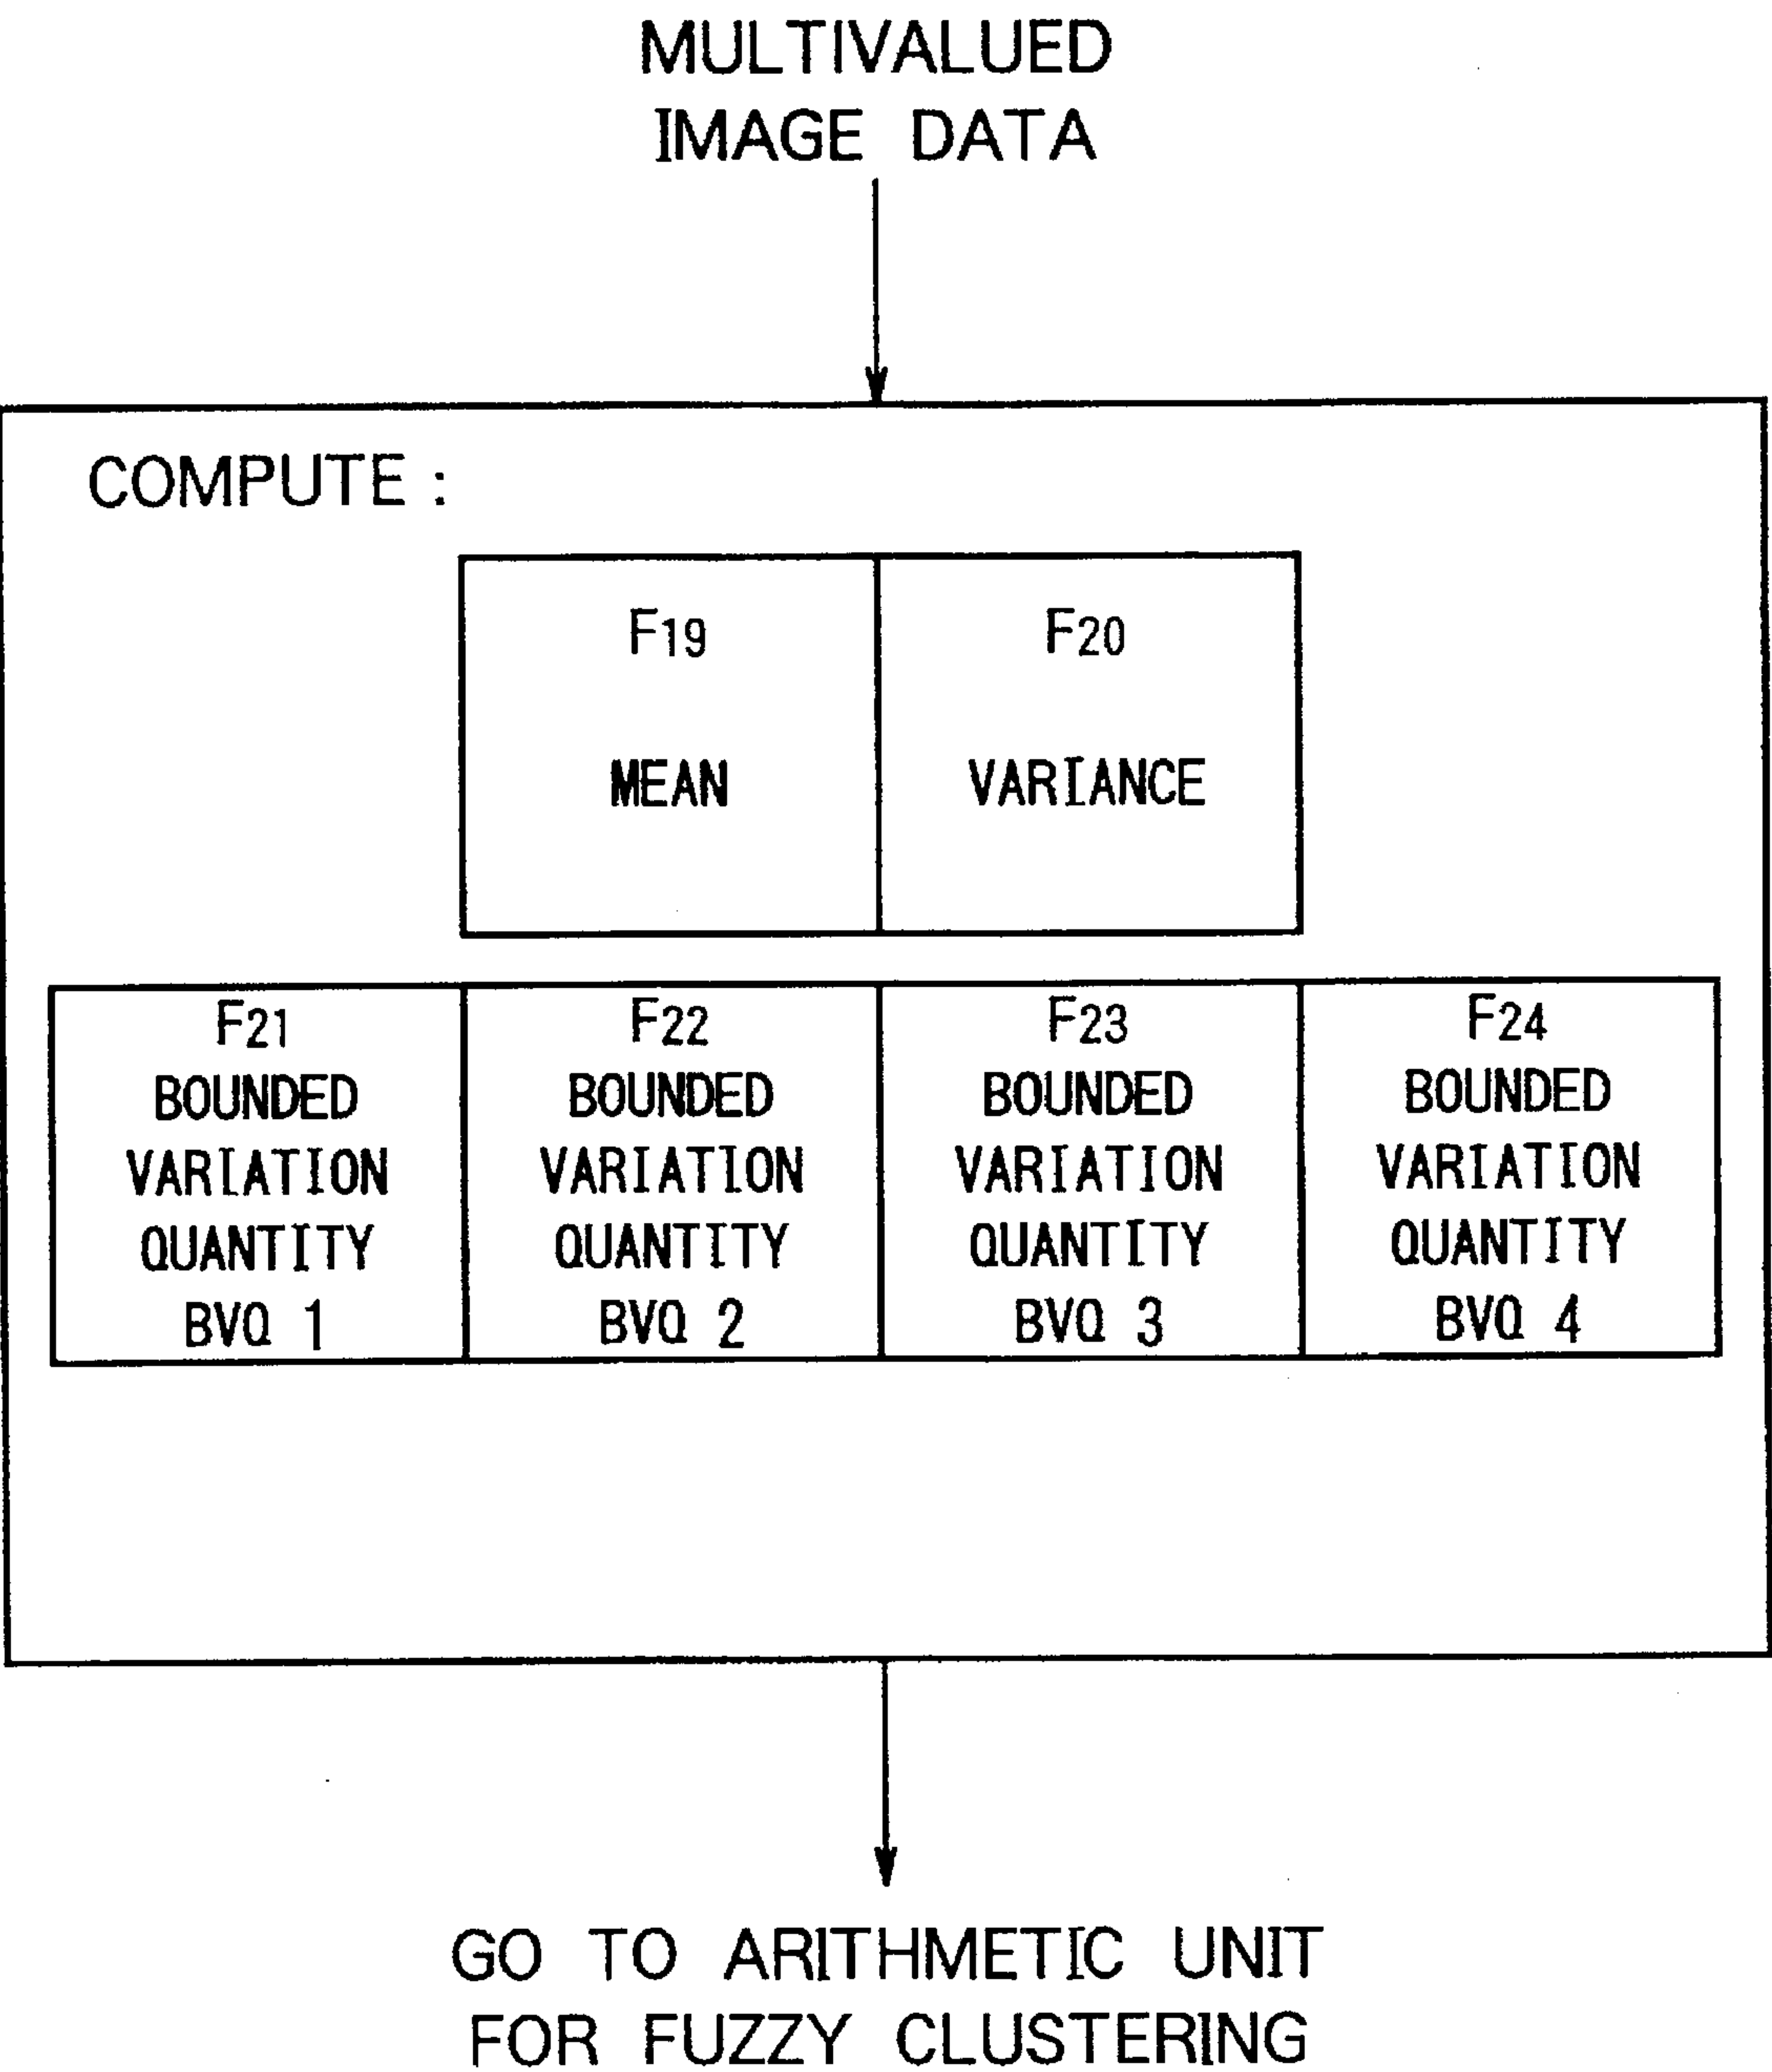 MULTIVALUED
IMAGE DATA
COMPUTE :
F19
MEAN
F20
VARIANCE
F21
BOUNDED
VARIATION
QUANTITY
BVQ 1
F22
BOUNDED
VARIATION
QUANTITY
BVQ 2
F23
BOUNDED
VARIATION
QUANTITY
BVQ 3
F24
BOUNDED
VARIATION
QUANTITY
BVQ 4
GO TO ARITHMETIC UNIT
FOR FUZZY CLUSTERING